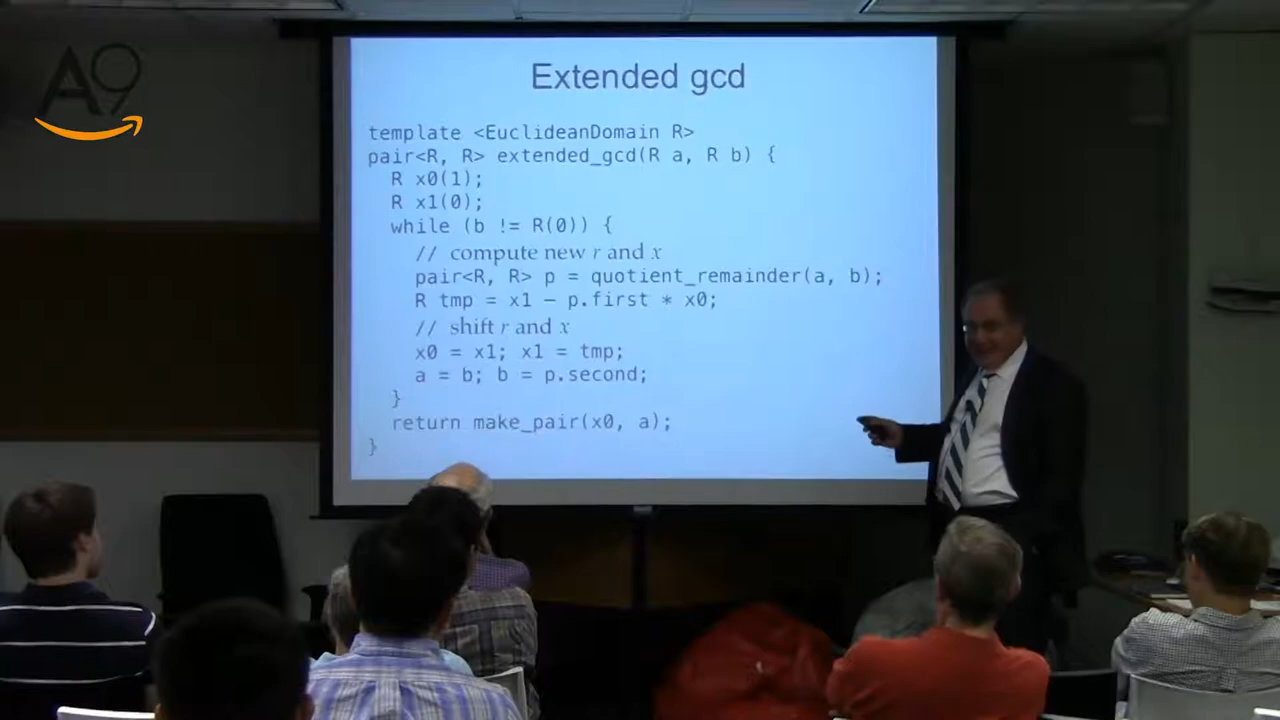 A9
Extended gcd
template <EuclideanDomain R>
pair<R, R> extended_gcd(R a, R b) {
R x0(1);
R x1(0);
while (b != R(0)) {
// compute new r and x
pair<R, R> p = quotient_remainder(a, b);
R tmp = x1 – p.first * x0;
// shift r and x
x0 = x1; x1 = tmp;
a = b; b = p.second;
}
return make_pair(x0, a);
}